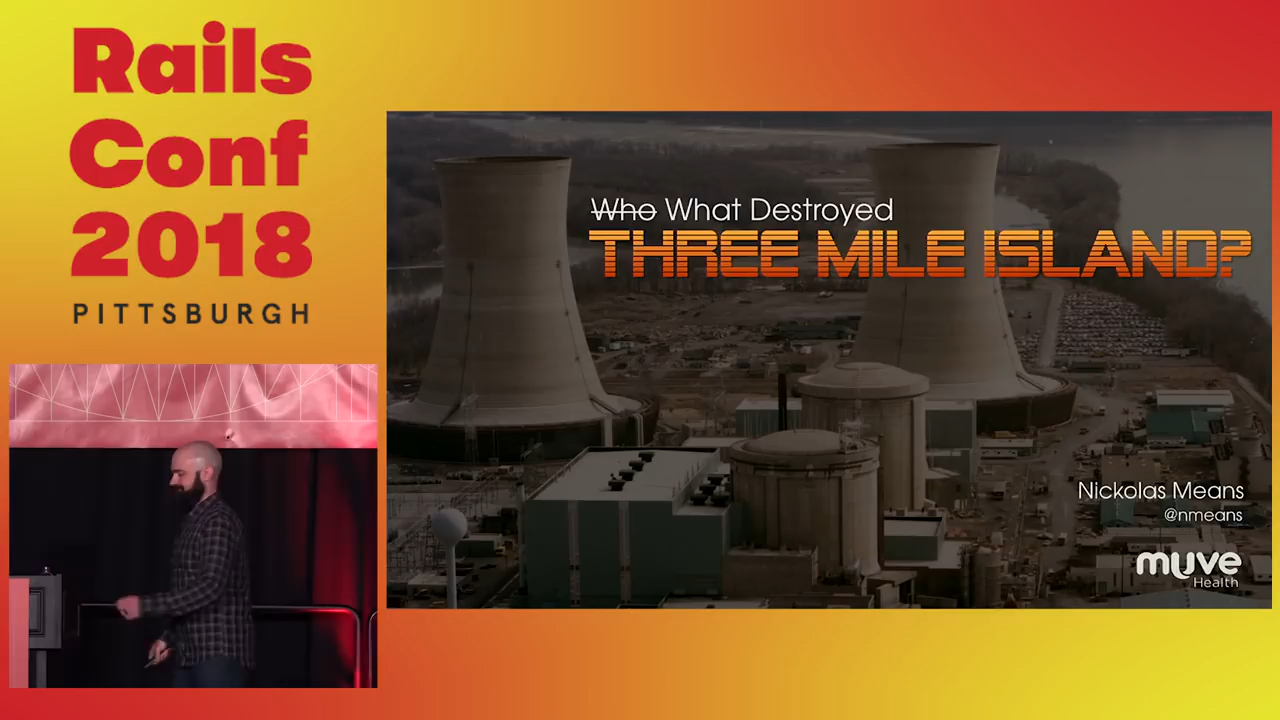 Rails
Conf
2018
PITTSBURGH
Who What Destroyed
THREE MILE ISLAND?
Nickolas Means
@nmeans
muve
Health